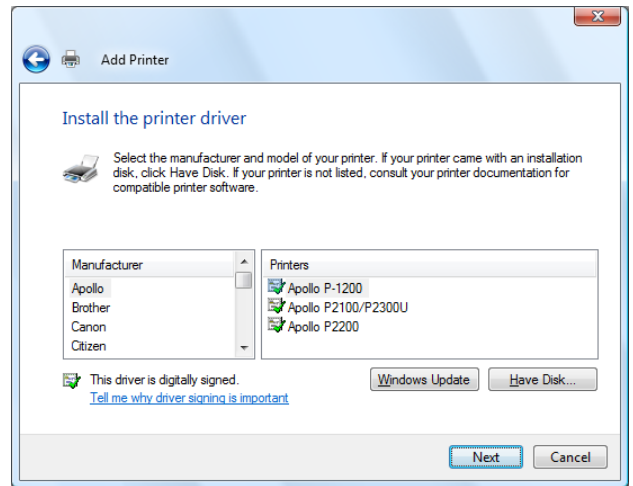 Add Printer
Install the printer driver
Select the manufacturer and model of your printer. If your printer came with an installation
disk, click Have Disk. If your printer is not listed, consult your printer documentation for
compatible printer software.
Manufacturer
Apollo
Brother
Canon
Citizen
Printers
Apollo P-1200
Apollo P2100/P2300U
Apollo P2200
This driver is digitally signed.
Tell me why driver signing is important
Windows Update
Have Disk...
Next
Cancel